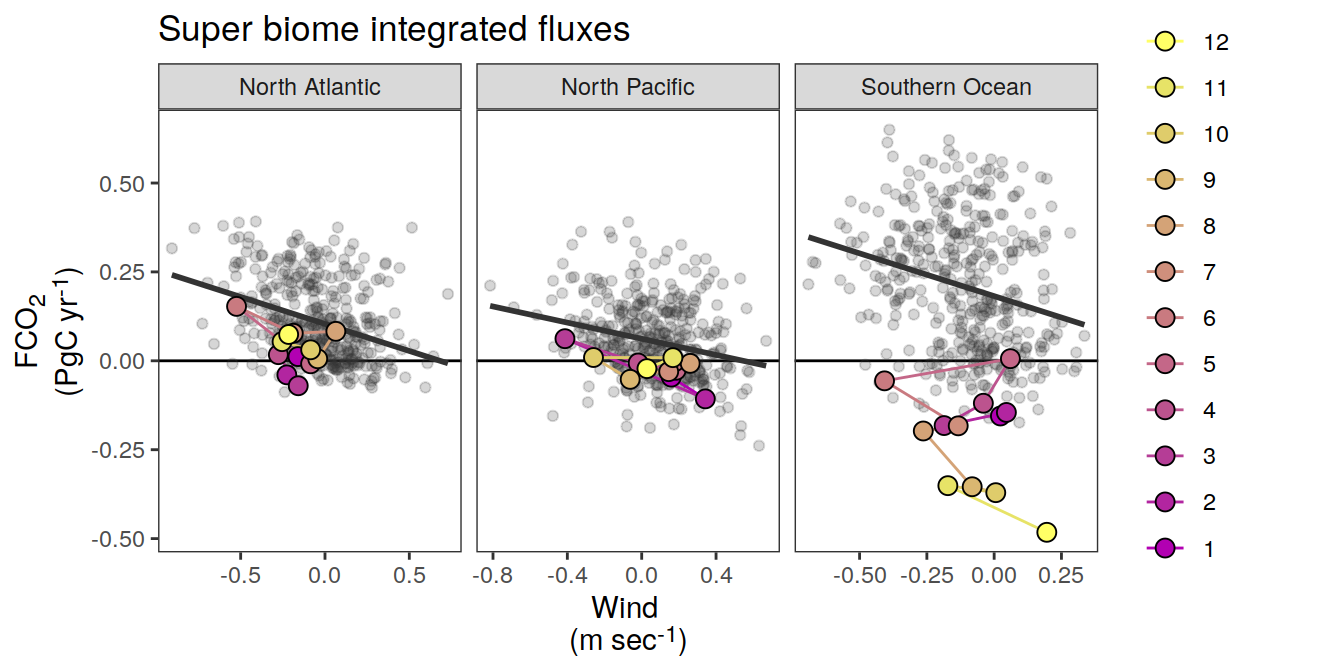 Super biome integrated fluxes
North Atlantic
North Pacific
Southern Ocean
FCO₂
(PgC yr⁻¹)
0.50
0.25
0.00
-0.25
-0.50
-0.5 0.0 0.5
-0.8 -0.4 0.0 0.4
-0.50 -0.25 0.00 0.25
Wind
(m sec⁻¹)
12
11
10
9
8
7
6
5
4
3
2
1